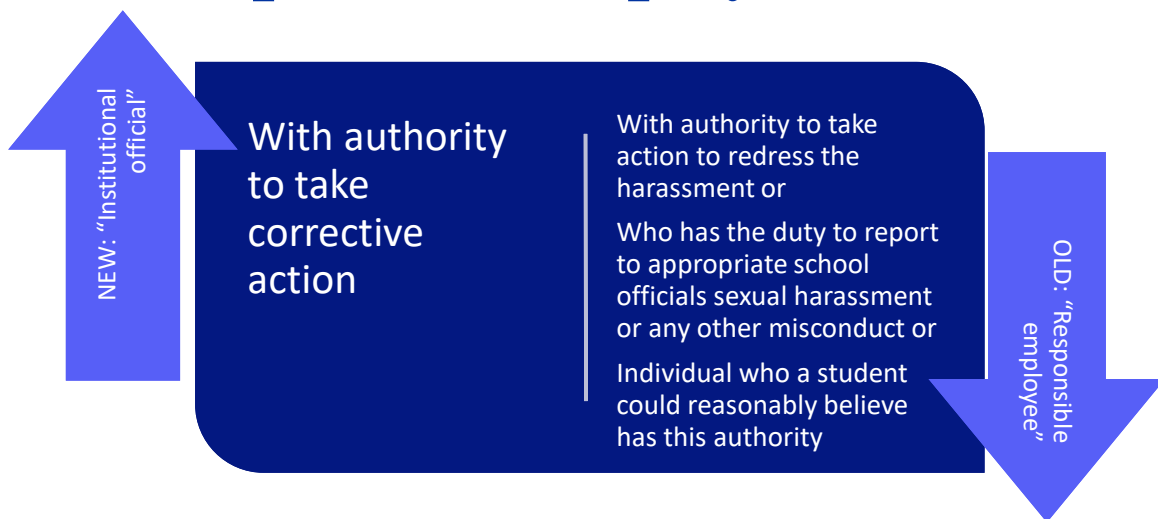 NEW: “Institutional
official”
With authority
to take
corrective
action
With authority to take
action to redress the
harassment or
Who has the duty to report
to appropriate school
officials sexual harassment
or any other misconduct or
Individual who a student
could reasonably believe
has this authority
OLD: “Responsible
employee”